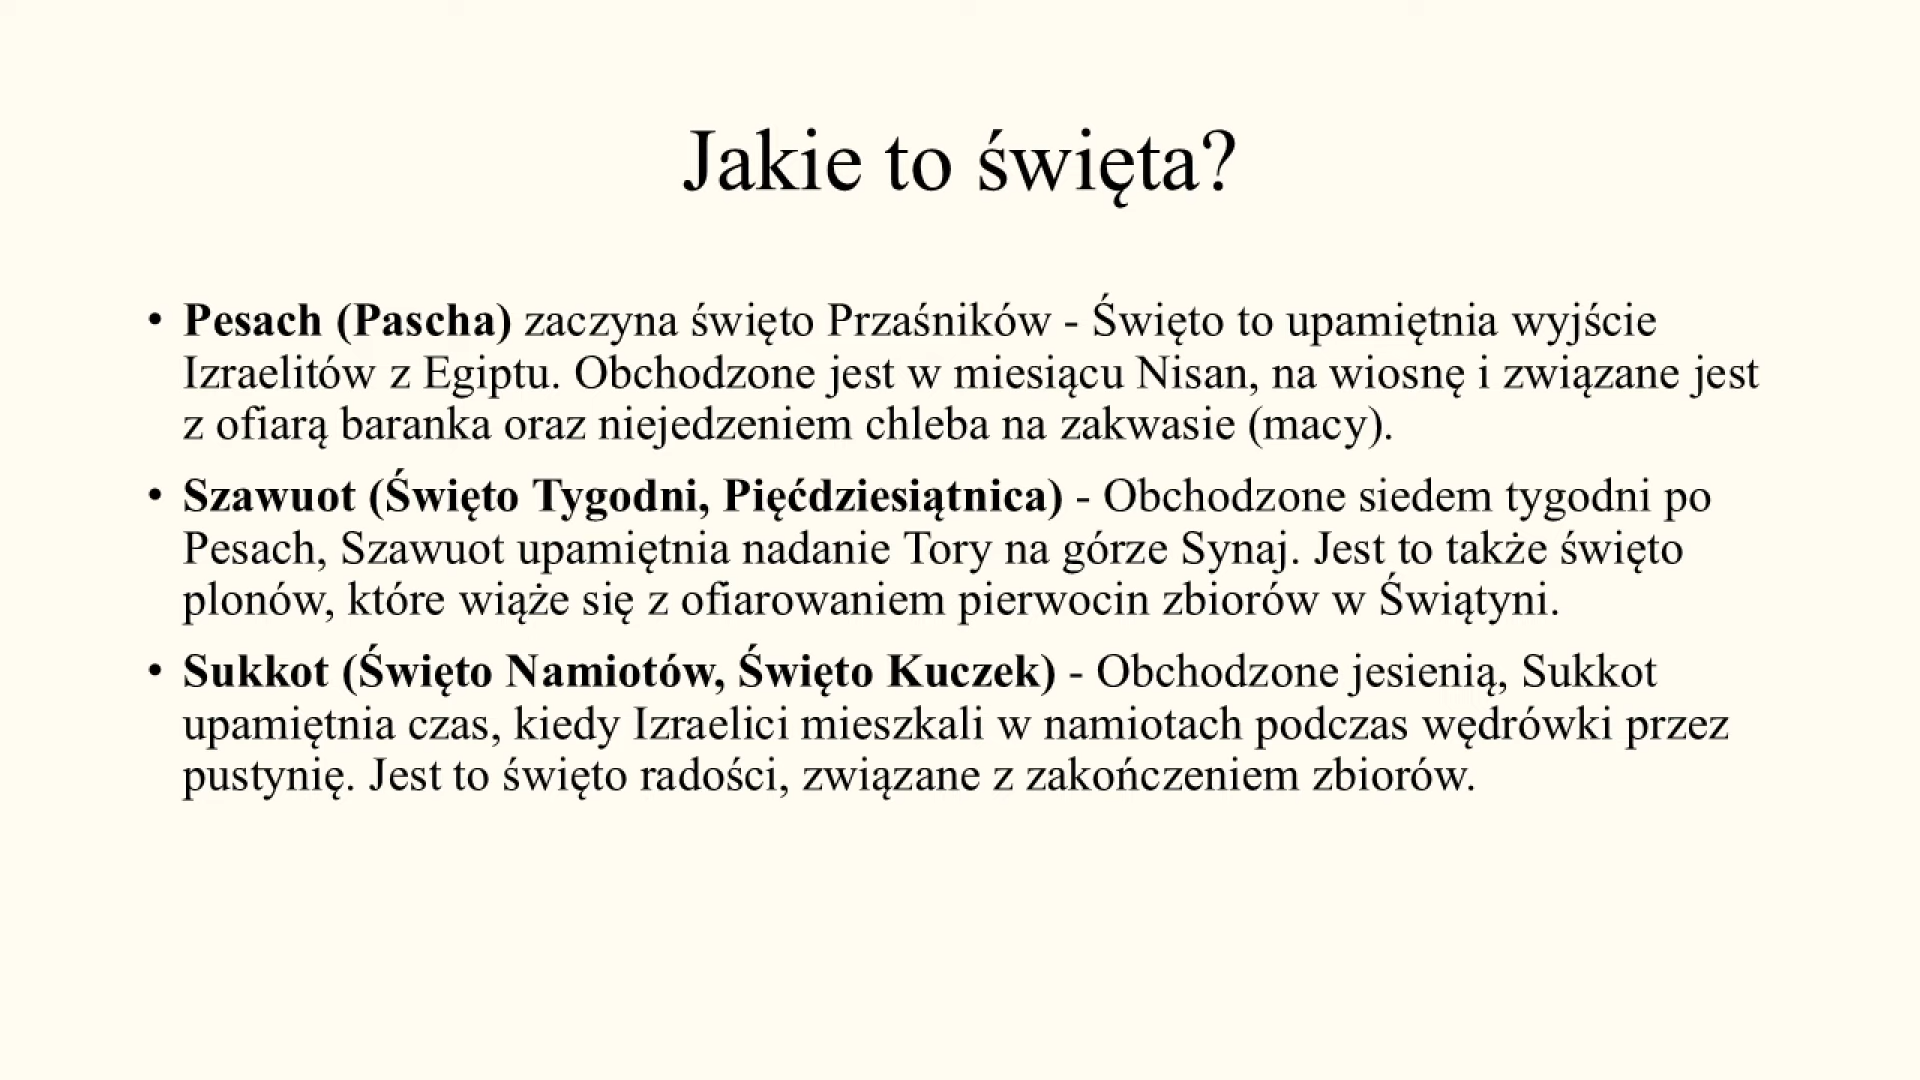 Jakie to święta?
• Pesach (Pascha) zaczyna święto Przaśników - Święto to upamiętnia wyjście
Izraelitów z Egiptu. Obchodzone jest w miesiącu Nisan, na wiosnę i związane jest
z ofiarą baranka oraz niejedzeniem chleba na zakwasie (macy).
• Szawuot (Święto Tygodni, Pięćdziesiątnica) - Obchodzone siedem tygodni po
Pesach, Szawuot upamiętnia nadanie Tory na górze Synaj. Jest to także święto
plonów, które wiąże się z ofiarowaniem pierwocin zbiorów w Świątyni.
• Sukkot (Święto Namiotów, Święto Kuczek) - Obchodzone jesienią, Sukkot
upamiętnia czas, kiedy Izraelici mieszkali w namiotach podczas wędrówki przez
pustynię. Jest to święto radości, związane z zakończeniem zbiorów.